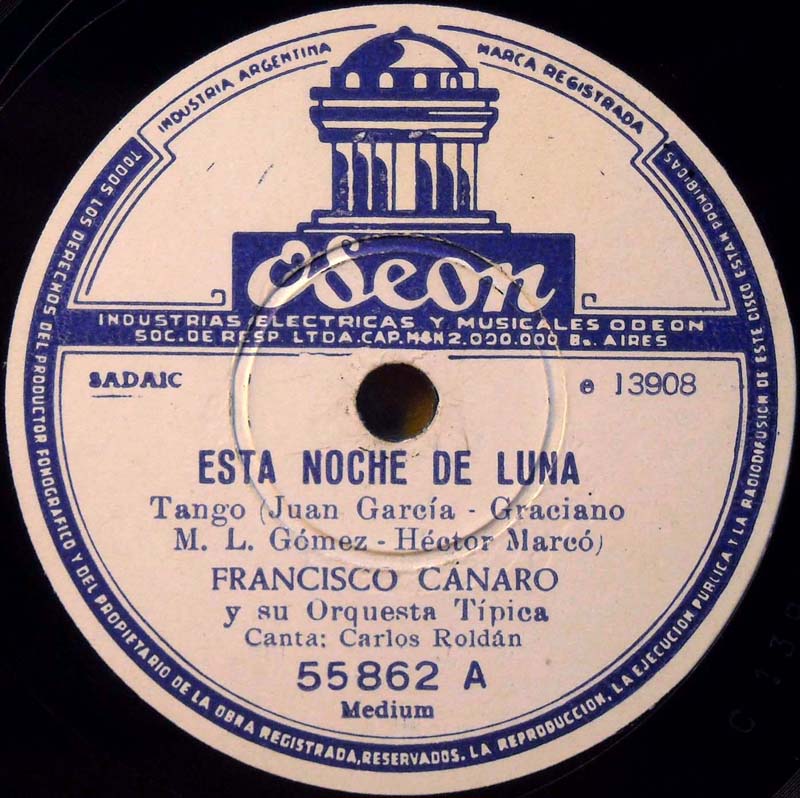 INDUSTRIA ARGENTINA
MARCA REGISTRADA
Odeon
INDUSTRIAS ELECTRICAS Y MUSICALES ODEON
SOC. DE RESP. LTDA. CAP. M$N 2.000.000 Bs. AIRES
SADAIC
e 13908
ESTA NOCHE DE LUNA
Tango (Juan García - Graciano
M. L. Gómez - Héctor Marcó)
FRANCISCO CANARO
y su Orquesta Típica
Canta: Carlos Roldán
55862 A
Medium
TODOS LOS DERECHOS DEL PRODUCTOR FONOGRAFICO Y DEL PROPIETARIO DE LA OBRA REGISTRADA, RESERVADOS. LA REPRODUCCION, LA EJECUCION PUBLICA Y LA RADIODIFUSION DE ESTE DISCO ESTAN PROHIBIDAS